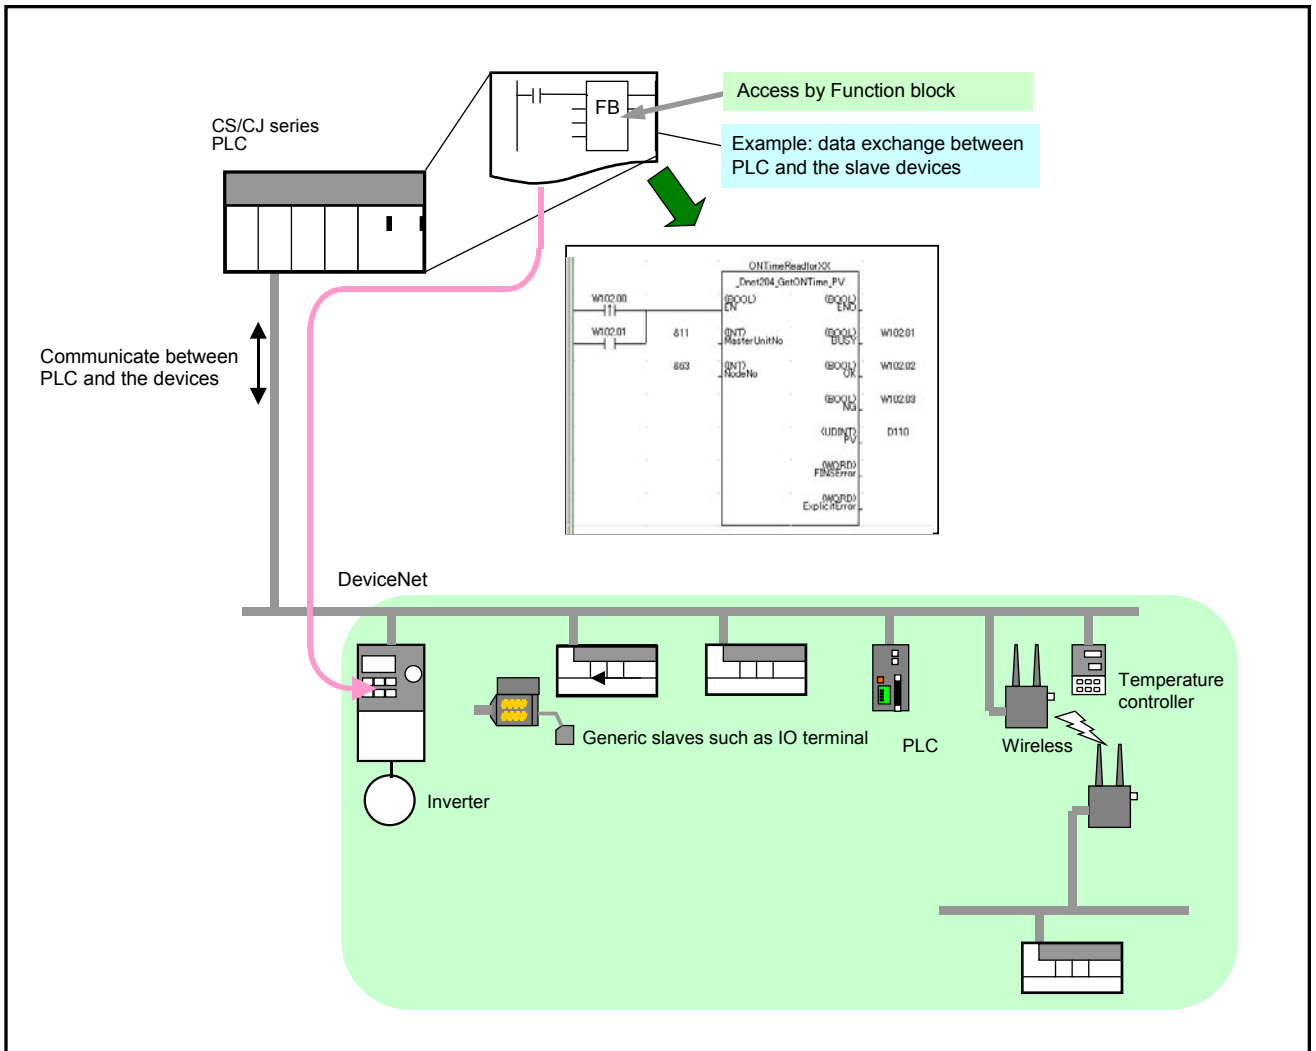 Access by Function block
FB
CS/CJ series
PLC
Example: data exchange between
PLC and the slave devices
ONTimeReadforXX
_Dnet204_GetONTime_PV
W102.00
(BOOL)
EN
(BOOL)
ENO
W102.01
&11
(INT)
MasterUnitNo
(BOOL)
BUSY
W102.01
&63
(INT)
NodeNo
(BOOL)
OK
W102.02
(BOOL)
NG
W102.03
(UDINT)
PV
D110
(WORD)
FINSError
(WORD)
ExplicitError
Communicate between
PLC and the devices
DeviceNet
Temperature
controller
Generic slaves such as IO terminal
PLC
Wireless
Inverter